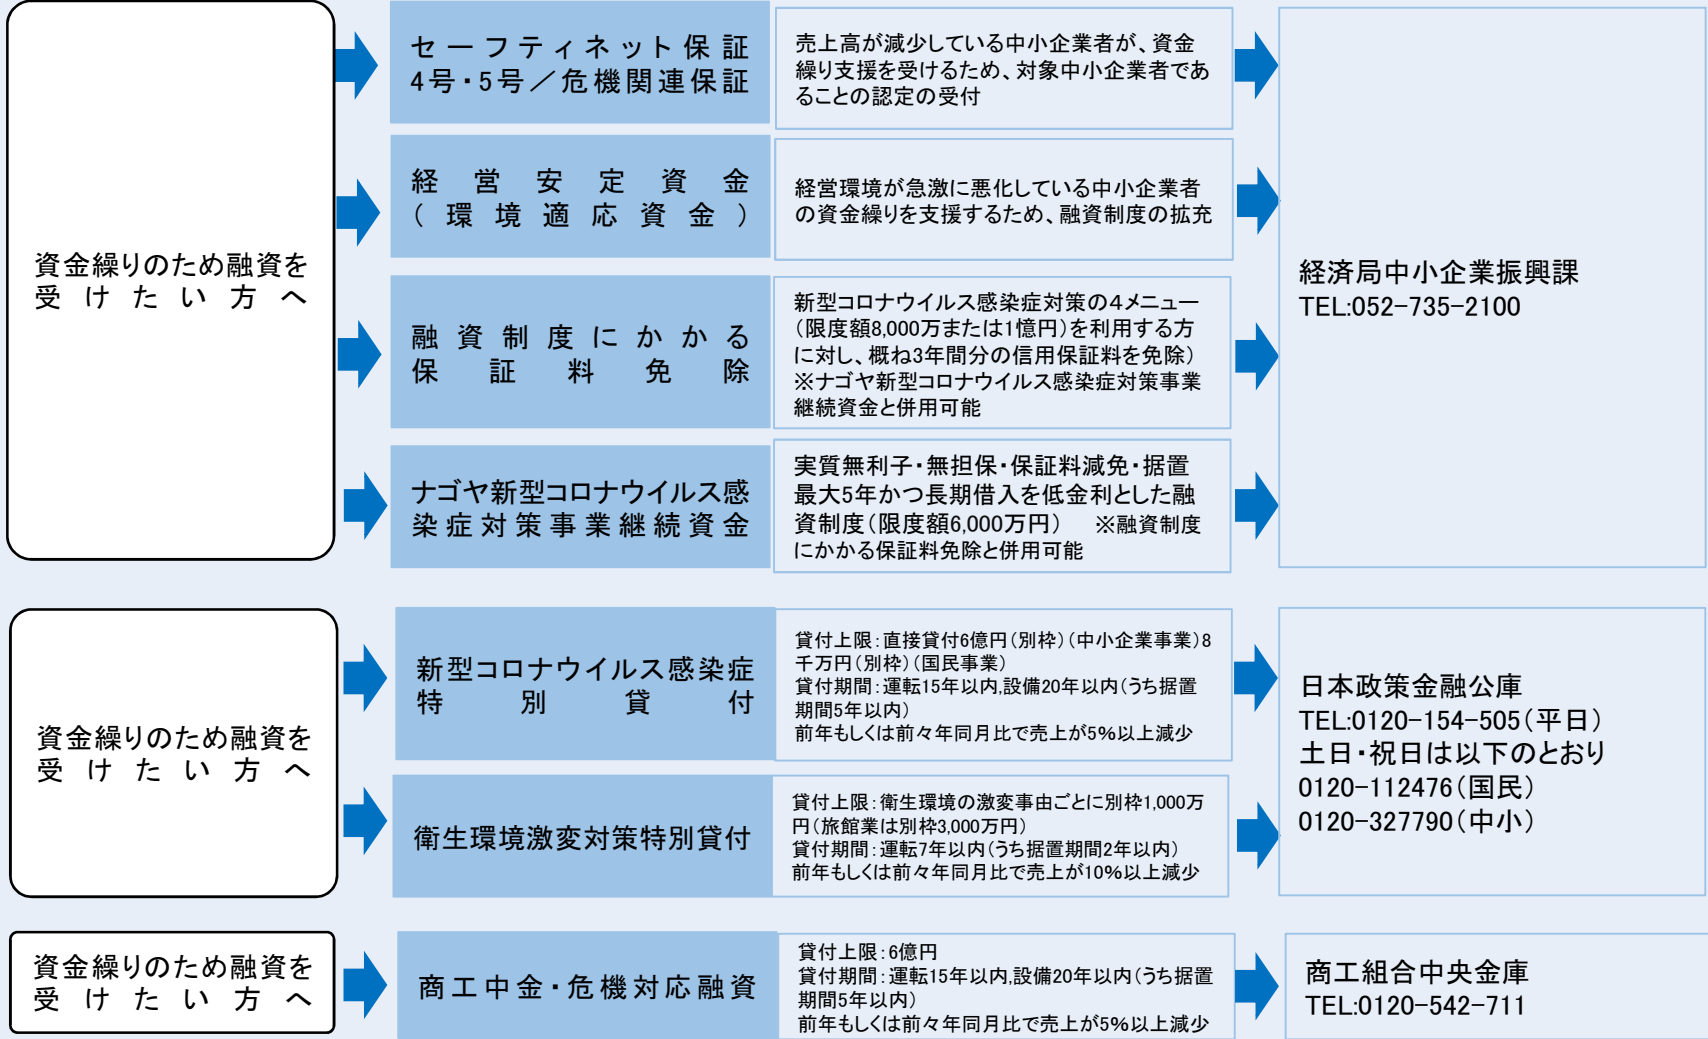 資金繰りのため融資を
受けたい方へ
セーフティネット保証
4号・5号／危機関連保証
売上高が減少している中小企業者が、資金
繰り支援を受けるため、対象中小企業者であ
ることの認定の受付
経営安定資金
（環境適応資金）
経営環境が急激に悪化している中小企業者
の資金繰りを支援するため、融資制度の拡充
融資制度にかかる
保証料免除
新型コロナウイルス感染症対策の4メニュー
（限度額8,000万または1憶円）を利用する方
に対し、概ね3年間分の信用保証料を免除）
※ナゴヤ新型コロナウイルス感染症対策事業
継続資金と併用可能
ナゴヤ新型コロナウイルス感
染症対策事業継続資金
実質無利子・無担保・保証料減免・据置
最大5年かつ長期借入を低金利とした融
資制度（限度額6,000万円）　※融資制度
にかかる保証料免除と併用可能
経済局中小企業振興課
TEL:052-735-2100
資金繰りのため融資を
受けたい方へ
新型コロナウイルス感染症
特別貸付
貸付上限：直接貸付6億円（別枠）（中小企業事業）8
千万円（別枠）（国民事業）
貸付期間：運転15年以内,設備20年以内（うち据置
期間5年以内）
前年もしくは前々年同月比で売上が5%以上減少
衛生環境激変対策特別貸付
貸付上限：衛生環境の激変事由ごとに別枠1,000万
円（旅館業は別枠3,000万円）
貸付期間：運転7年以内（うち据置期間2年以内）
前年もしくは前々年同月比で売上が10%以上減少
日本政策金融公庫
TEL:0120-154-505（平日）
土日・祝日は以下のとおり
0120-112476（国民）
0120-327790（中小）
資金繰りのため融資を
受けたい方へ
商工中金・危機対応融資
貸付上限：6億円
貸付期間：運転15年以内,設備20年以内（うち据置
期間5年以内）
前年もしくは前々年同月比で売上が5%以上減少
商工組合中央金庫
TEL:0120-542-711